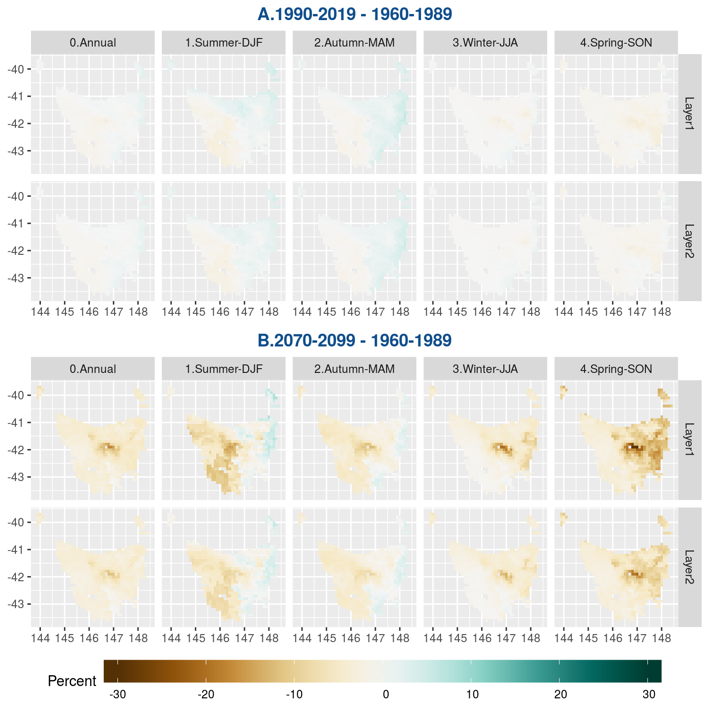 A.1990-2019 - 1960-1989
0.Annual 1.Summer-DJF 2.Autumn-MAM 3.Winter-JJA 4.Spring-SON
-40
-41
-42
-43
Layer1
-40
-41
-42
-43
Layer2
144 145 146 147 148 144 145 146 147 148 144 145 146 147 148 144 145 146 147 148 144 145 146 147 148
B.2070-2099 - 1960-1989
0.Annual 1.Summer-DJF 2.Autumn-MAM 3.Winter-JJA 4.Spring-SON
-40
-41
-42
-43
Layer1
-40
-41
-42
-43
Layer2
144 145 146 147 148 144 145 146 147 148 144 145 146 147 148 144 145 146 147 148 144 145 146 147 148
Percent
-30 -20 -10 0 10 20 30